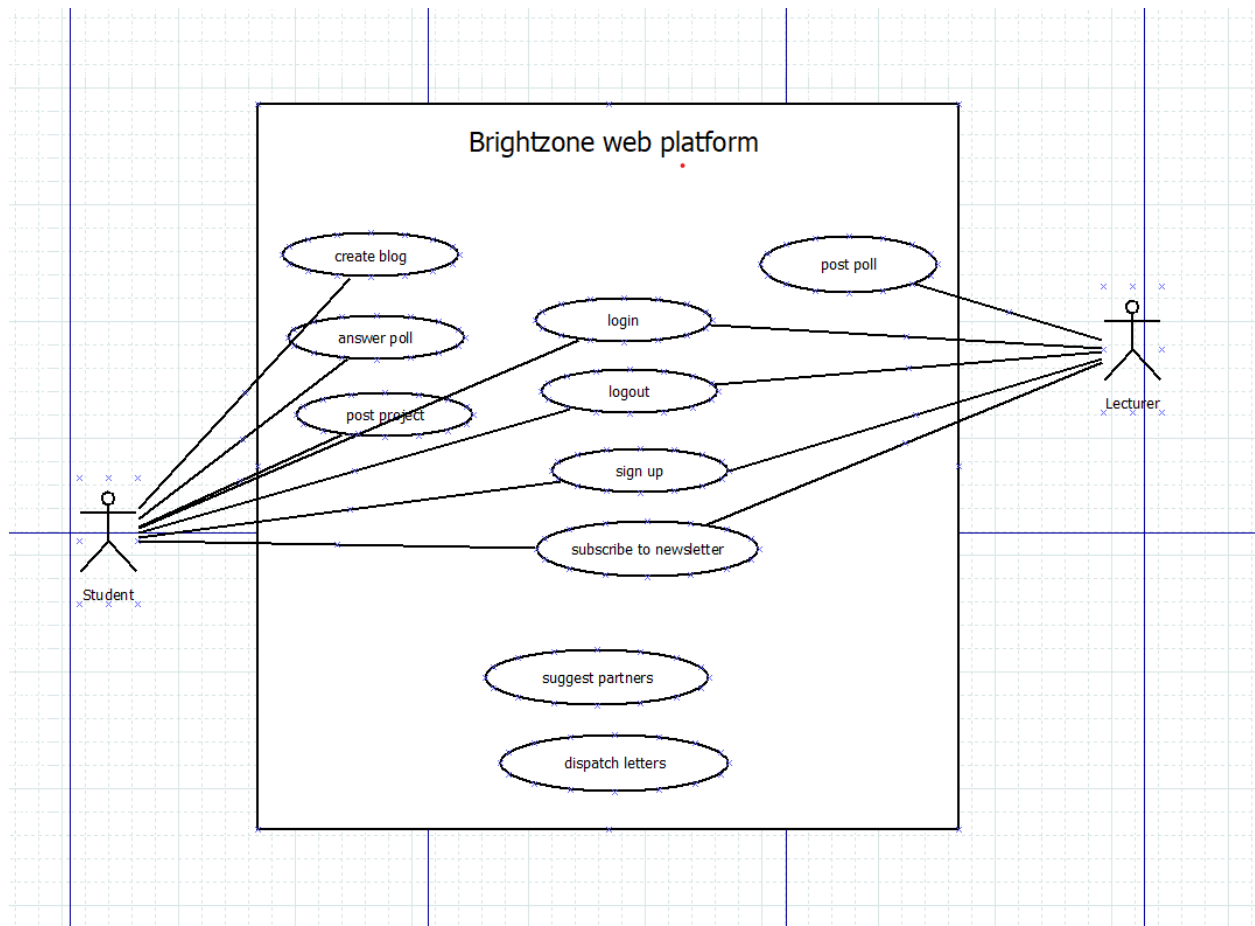 Brightzone web platform
create blog
post poll
login
answer poll
logout
Lecturer
post project
sign up
subscribe to newsletter
Student
suggest partners
dispatch letters